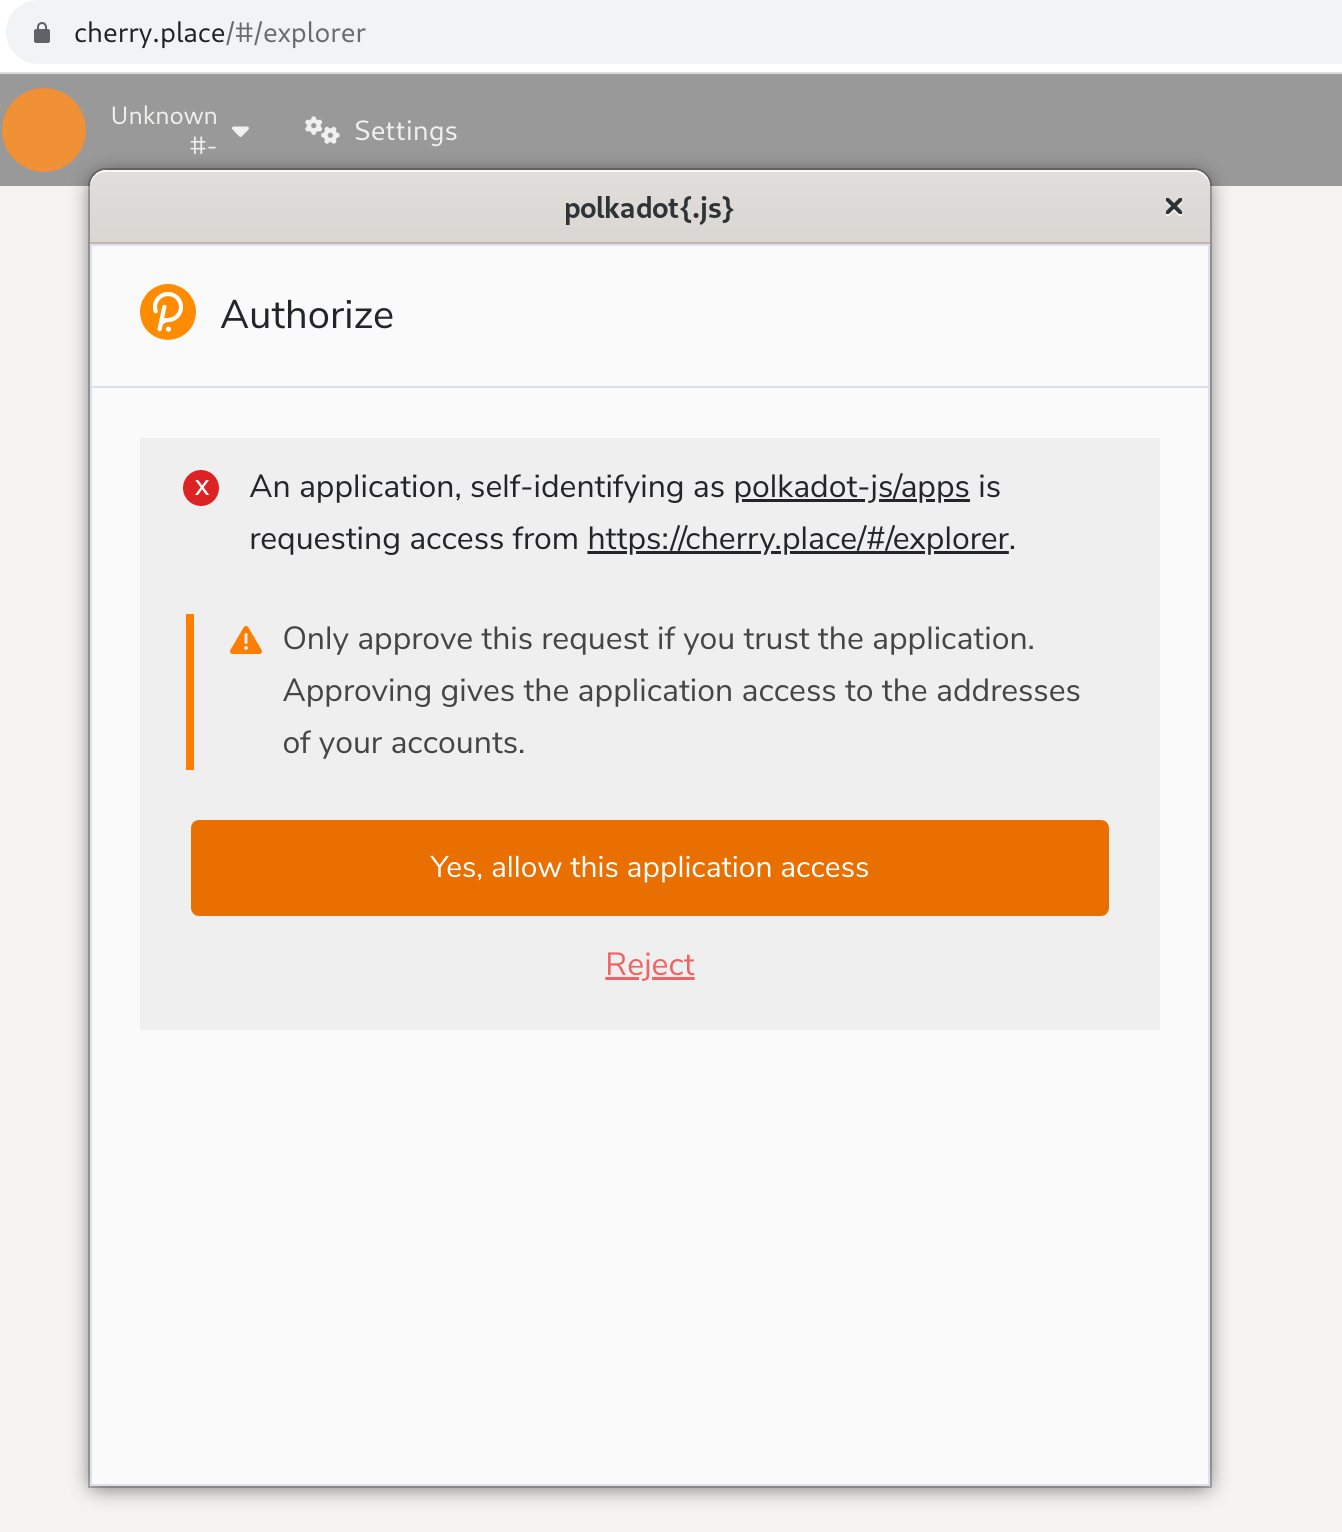 cherry.place/#/explorer
Unknown
#-
Settings
polkadot{.js}
Authorize
An application, self-identifying as polkadot-js/apps is
requesting access from https://cherry.place/#/explorer.
Only approve this request if you trust the application.
Approving gives the application access to the addresses
of your accounts.
Yes, allow this application access
Reject